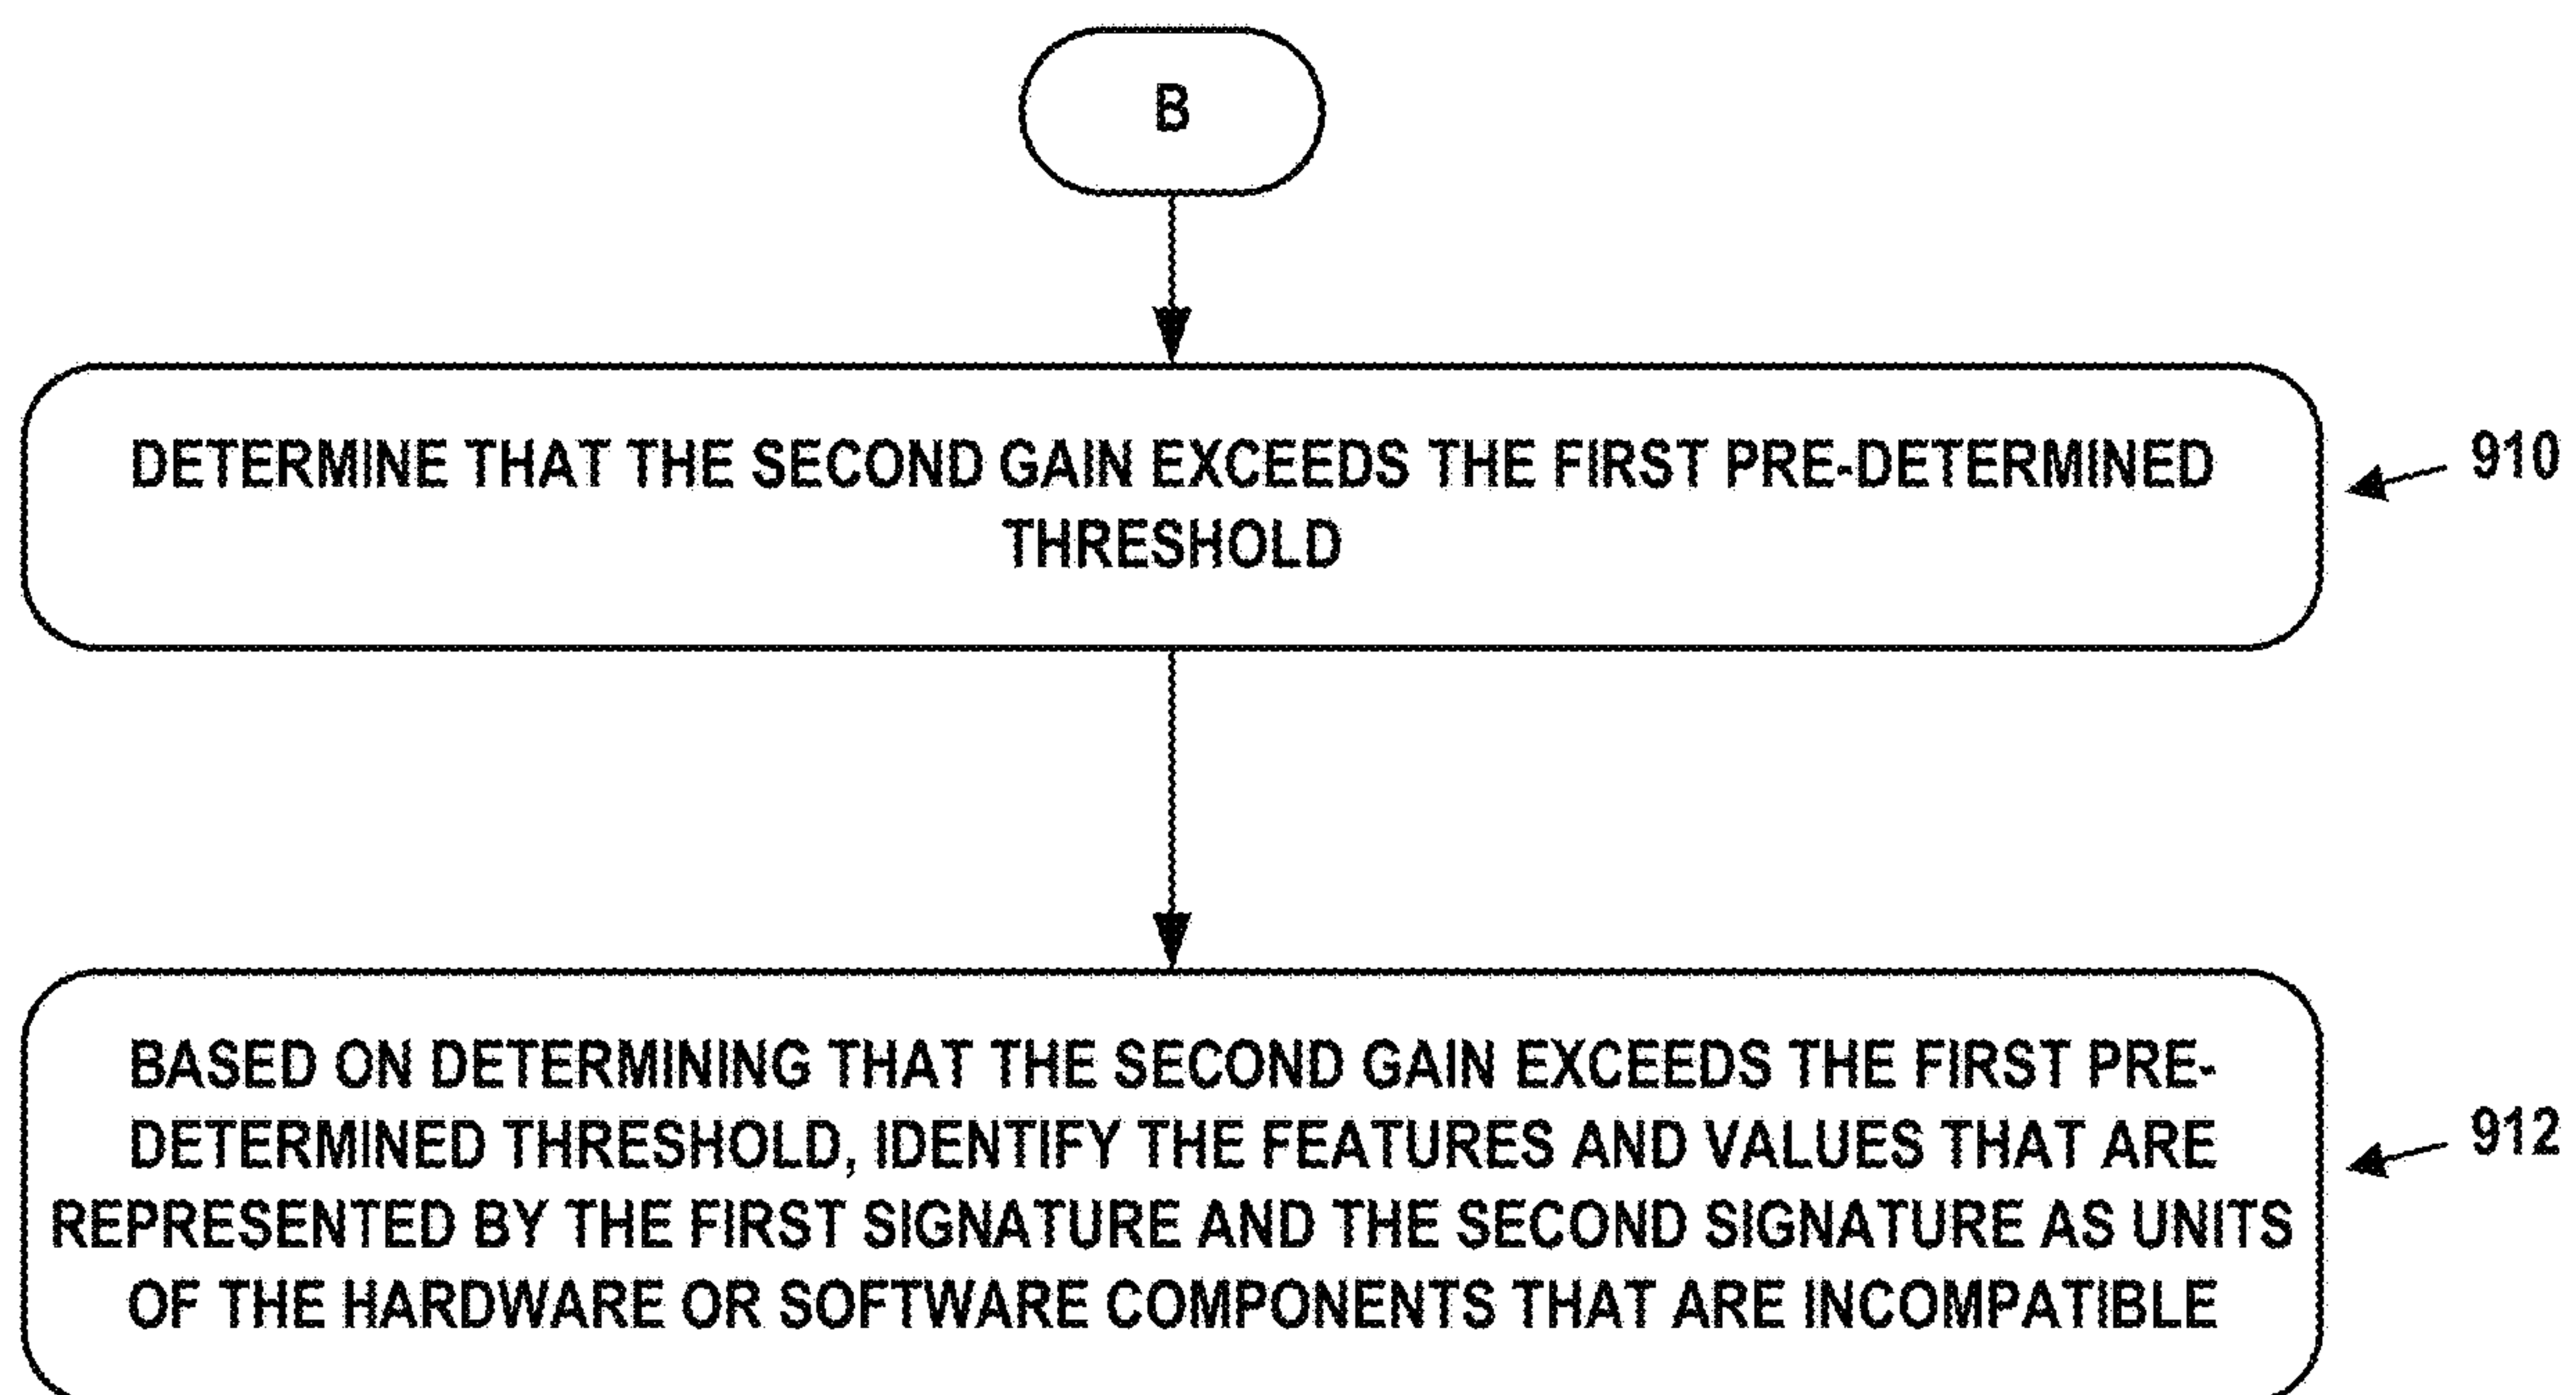 B
DETERMINE THAT THE SECOND GAIN EXCEEDS THE FIRST PRE-DETERMINED
THRESHOLD
910
BASED ON DETERMINING THAT THE SECOND GAIN EXCEEDS THE FIRST PRE-
DETERMINED THRESHOLD, IDENTIFY THE FEATURES AND VALUES THAT ARE
REPRESENTED BY THE FIRST SIGNATURE AND THE SECOND SIGNATURE AS UNITS
OF THE HARDWARE OR SOFTWARE COMPONENTS THAT ARE INCOMPATIBLE
912